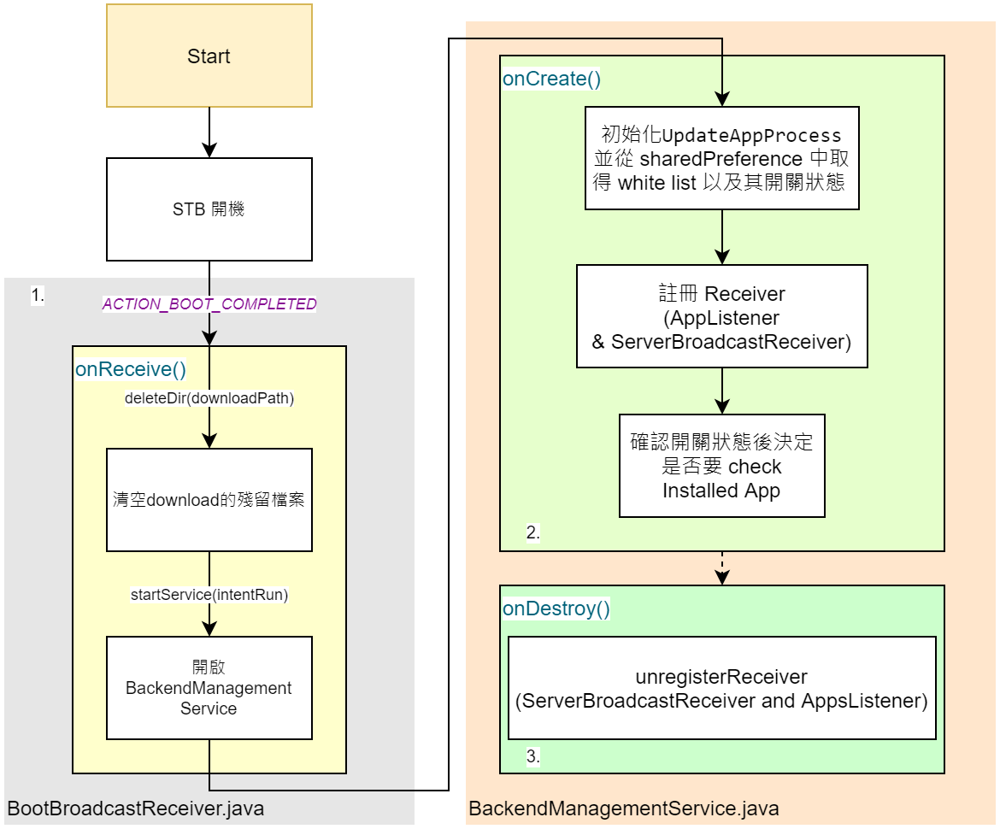 Start
STB 開機
1.
ACTION_BOOT_COMPLETED
onReceive()
deleteDir(downloadPath)
清空download的殘留檔案
startService(intentRun)
開啟
BackendManagement
Service
BootBroadcastReceiver.java
onCreate()
初始化UpdateAppProcess
並從 sharedPreference 中取
得 white list 以及其開關狀態
註冊 Receiver
(AppListener
& ServerBroadcastReceiver)
確認開關狀態後決定
是否要 check
Installed App
2.
onDestroy()
unregisterReceiver
(ServerBroadcastReceiver and AppsListener)
3.
BackendManagementService.java